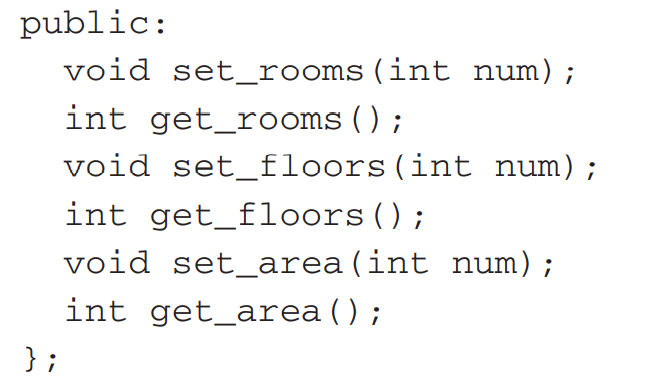 public:
  void set_rooms(int num);
  int get_rooms();
  void set_floors(int num);
  int get_floors();
  void set_area(int num);
  int get_area();
};